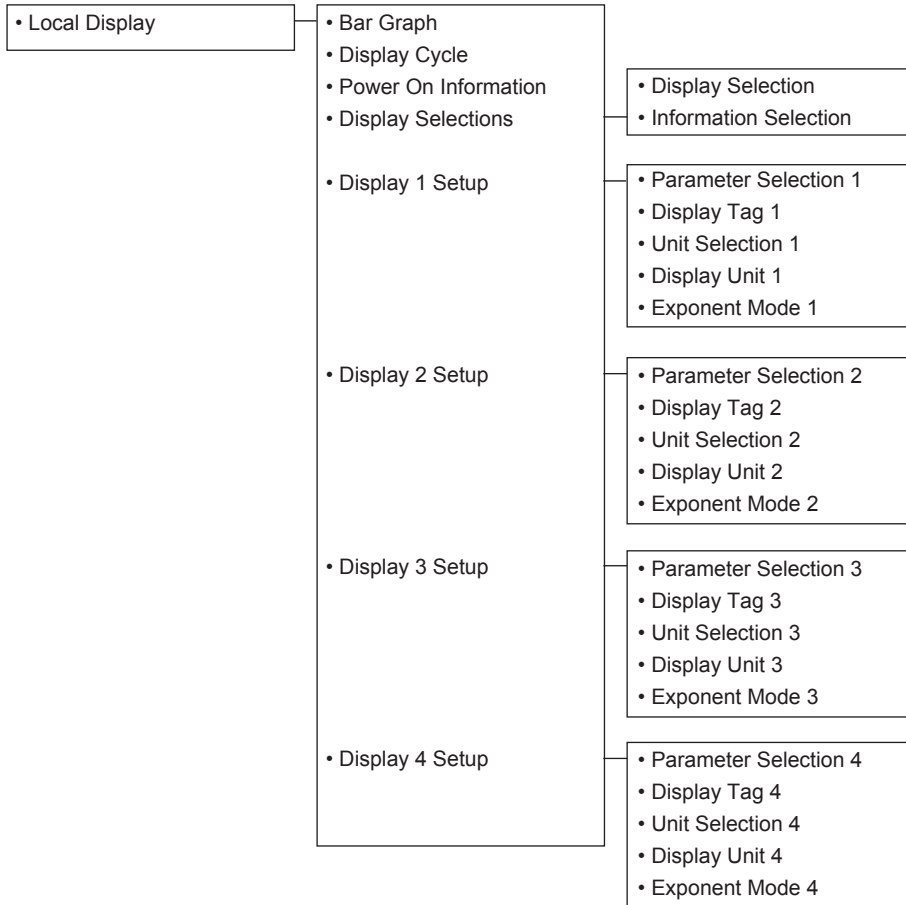 • Local Display
• Bar Graph
• Display Cycle
• Power On Information
• Display Selections
• Display Selection
• Information Selection
• Display 1 Setup
• Parameter Selection 1
• Display Tag 1
• Unit Selection 1
• Display Unit 1
• Exponent Mode 1
• Display 2 Setup
• Parameter Selection 2
• Display Tag 2
• Unit Selection 2
• Display Unit 2
• Exponent Mode 2
• Display 3 Setup
• Parameter Selection 3
• Display Tag 3
• Unit Selection 3
• Display Unit 3
• Exponent Mode 3
• Display 4 Setup
• Parameter Selection 4
• Display Tag 4
• Unit Selection 4
• Display Unit 4
• Exponent Mode 4